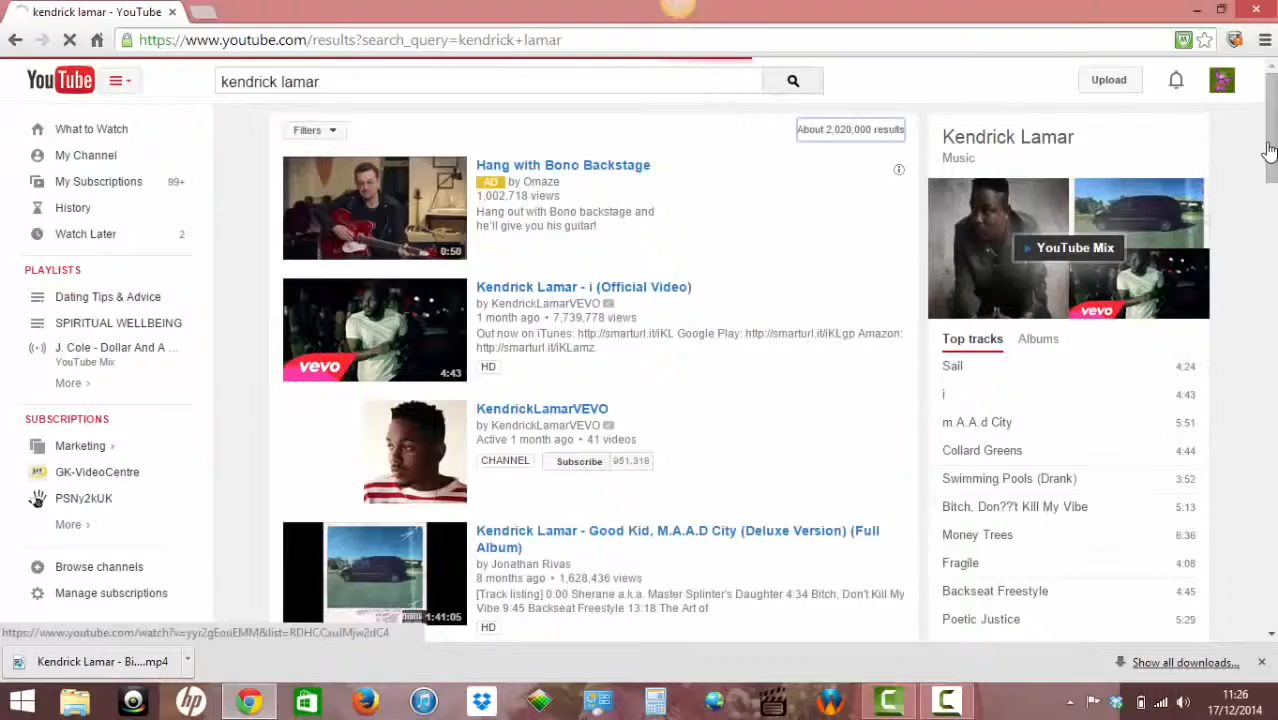 kendrick lamar - YouTube
https://www.youtube.com/results?search_query=kendrick+lamar
YouTube
kendrick lamar
Upload
What to Watch
My Channel
My Subscriptions 99+
History
Watch Later 2
PLAYLISTS
Dating Tips & Advice
SPIRITUAL WELLBEING
J. Cole - Dollar And A ...
YouTube Mix
More ›
SUBSCRIPTIONS
Marketing ›
GK-VideoCentre
PSNy2kUK
More ›
Browse channels
Manage subscriptions
Filters
About 2,020,000 results
Hang with Bono Backstage
AD by Omaze
1,002,718 views
Hang out with Bono backstage and
he'll give you his guitar!
0:50
Kendrick Lamar - i (Official Video)
by KendrickLamarVEVO
1 month ago • 7,739,778 views
Out now on iTunes: http://smarturl.it/iKL Google Play: http://smarturl.it/iKLgp Amazon:
http://smarturl.it/iKLamz.
HD
vevo
4:43
KendrickLamarVEVO
by KendrickLamarVEVO
Active 1 month ago • 41 videos
CHANNEL Subscribe 951,318
Kendrick Lamar - Good Kid, M.A.A.D City (Deluxe Version) (Full
Album)
by Jonathan Rivas
8 months ago • 1,628,436 views
[Track listing] 0:00 Sherane a.k.a. Master Splinter's Daughter 4:34 Bitch, Don't Kill My
Vibe 9:45 Backseat Freestyle 13:18 The Art of
HD
1:41:05
Kendrick Lamar
Music
YouTube Mix
vevo
Top tracks Albums
Sail 4:24
i 4:43
m.A.A.d City 5:51
Collard Greens 4:44
Swimming Pools (Drank) 3:52
Bitch, Don??t Kill My Vibe 5:13
Money Trees 6:36
Fragile 4:08
Backseat Freestyle 4:45
Poetic Justice 5:29
Kendrick Lamar - Bi....mp4
Show all downloads...
hp
11:26
17/12/2014